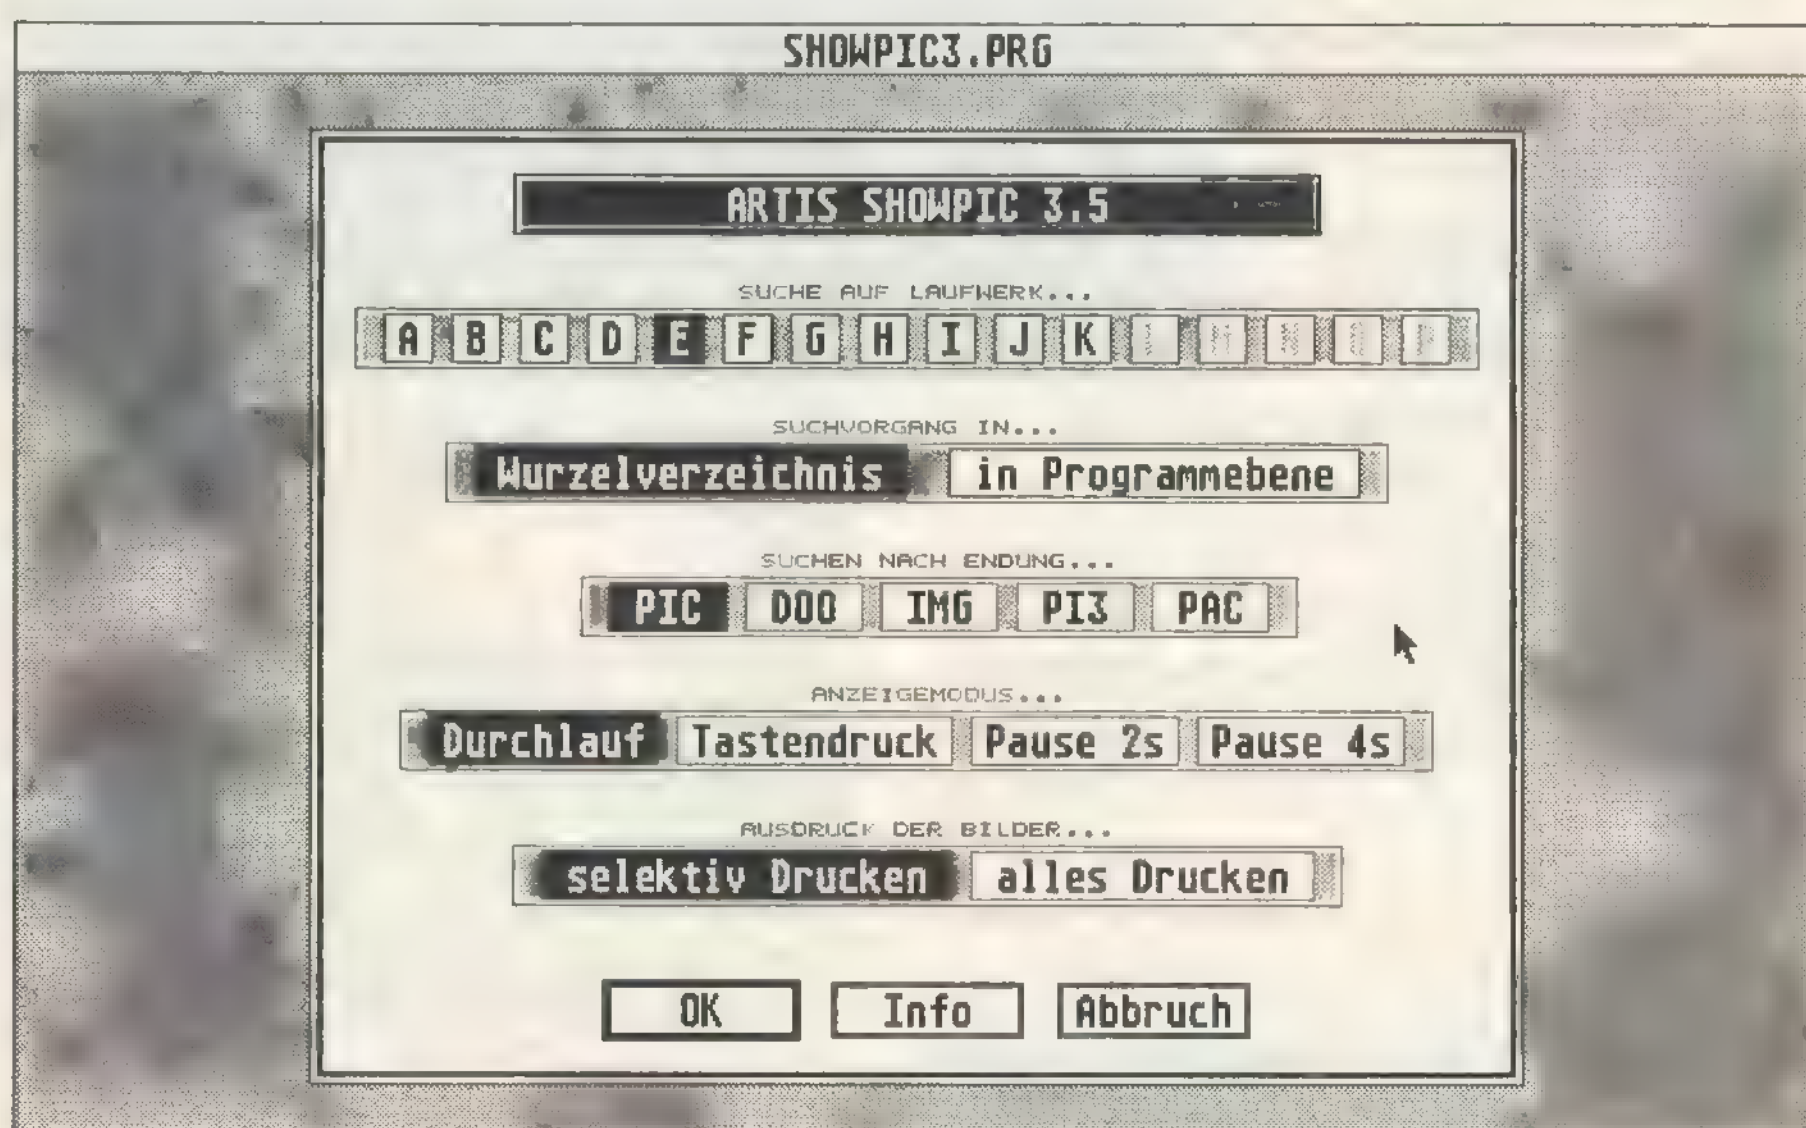 SHOWPIC3.PRG
ARTIS SHOWPIC 3.5
SUCHE AUF LAUFWERK...
A B C D E F G H I J K L M N O P
SUCHVORGANG IN...
Wurzelverzeichnis in Programmebene
SUCHEN NACH ENDUNG...
PIC DOO IMG PI3 PAC
ANZEIGEMODUS...
Durchlauf Tastendruck Pause 2s Pause 4s
AUSDRUCK DER BILDER...
selektiv Drucken alles Drucken
OK Info Abbruch